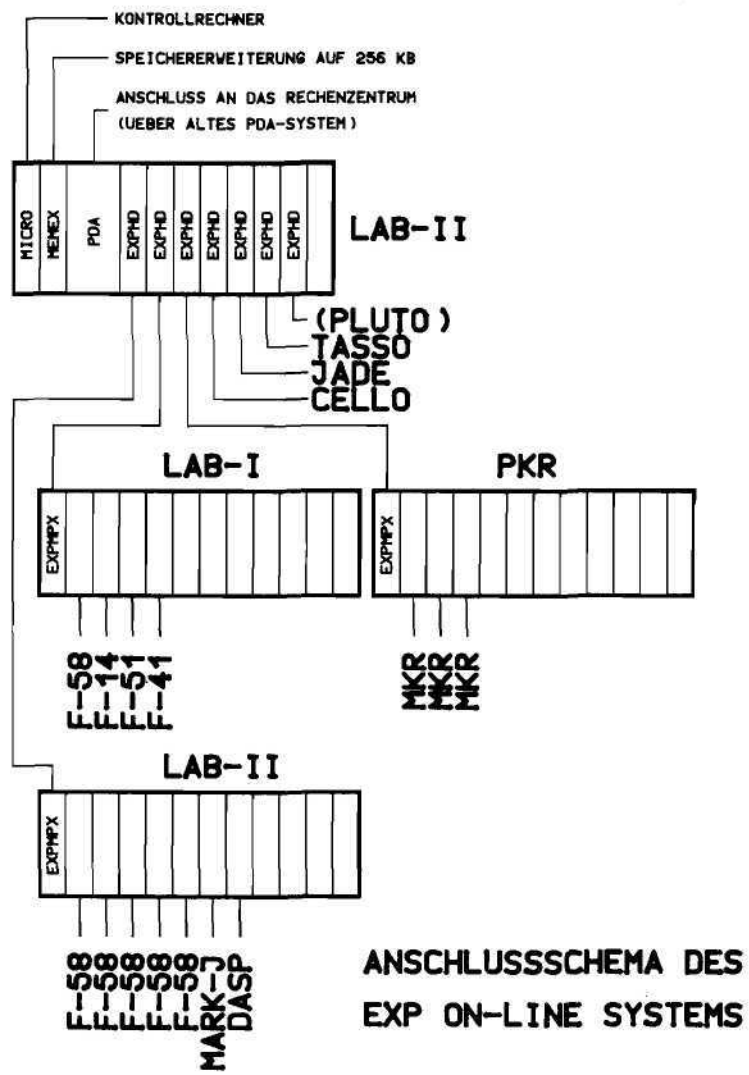 KONTROLLRECHNER
SPEICHERERWEITERUNG AUF 256 KB
ANSCHLUSS AN DAS RECHENZENTRUM
(UEBER ALTES PDA-SYSTEM)
MICRO
MEMEX
PDA
EXPHD
EXPHD
EXPHD
EXPHD
EXPHD
EXPHD
EXPHD
LAB-II
(PLUTO)
TASSO
JADE
CELLO
LAB-I
EXPMPX
F-58
F-14
F-51
F-41
PKR
EXPMPX
MKR
MKR
MKR
LAB-II
EXPMPX
F-58
F-58
F-58
F-58
F-58
MARK-J
DASP
ANSCHLUSSSCHEMA DES
EXP ON-LINE SYSTEMS